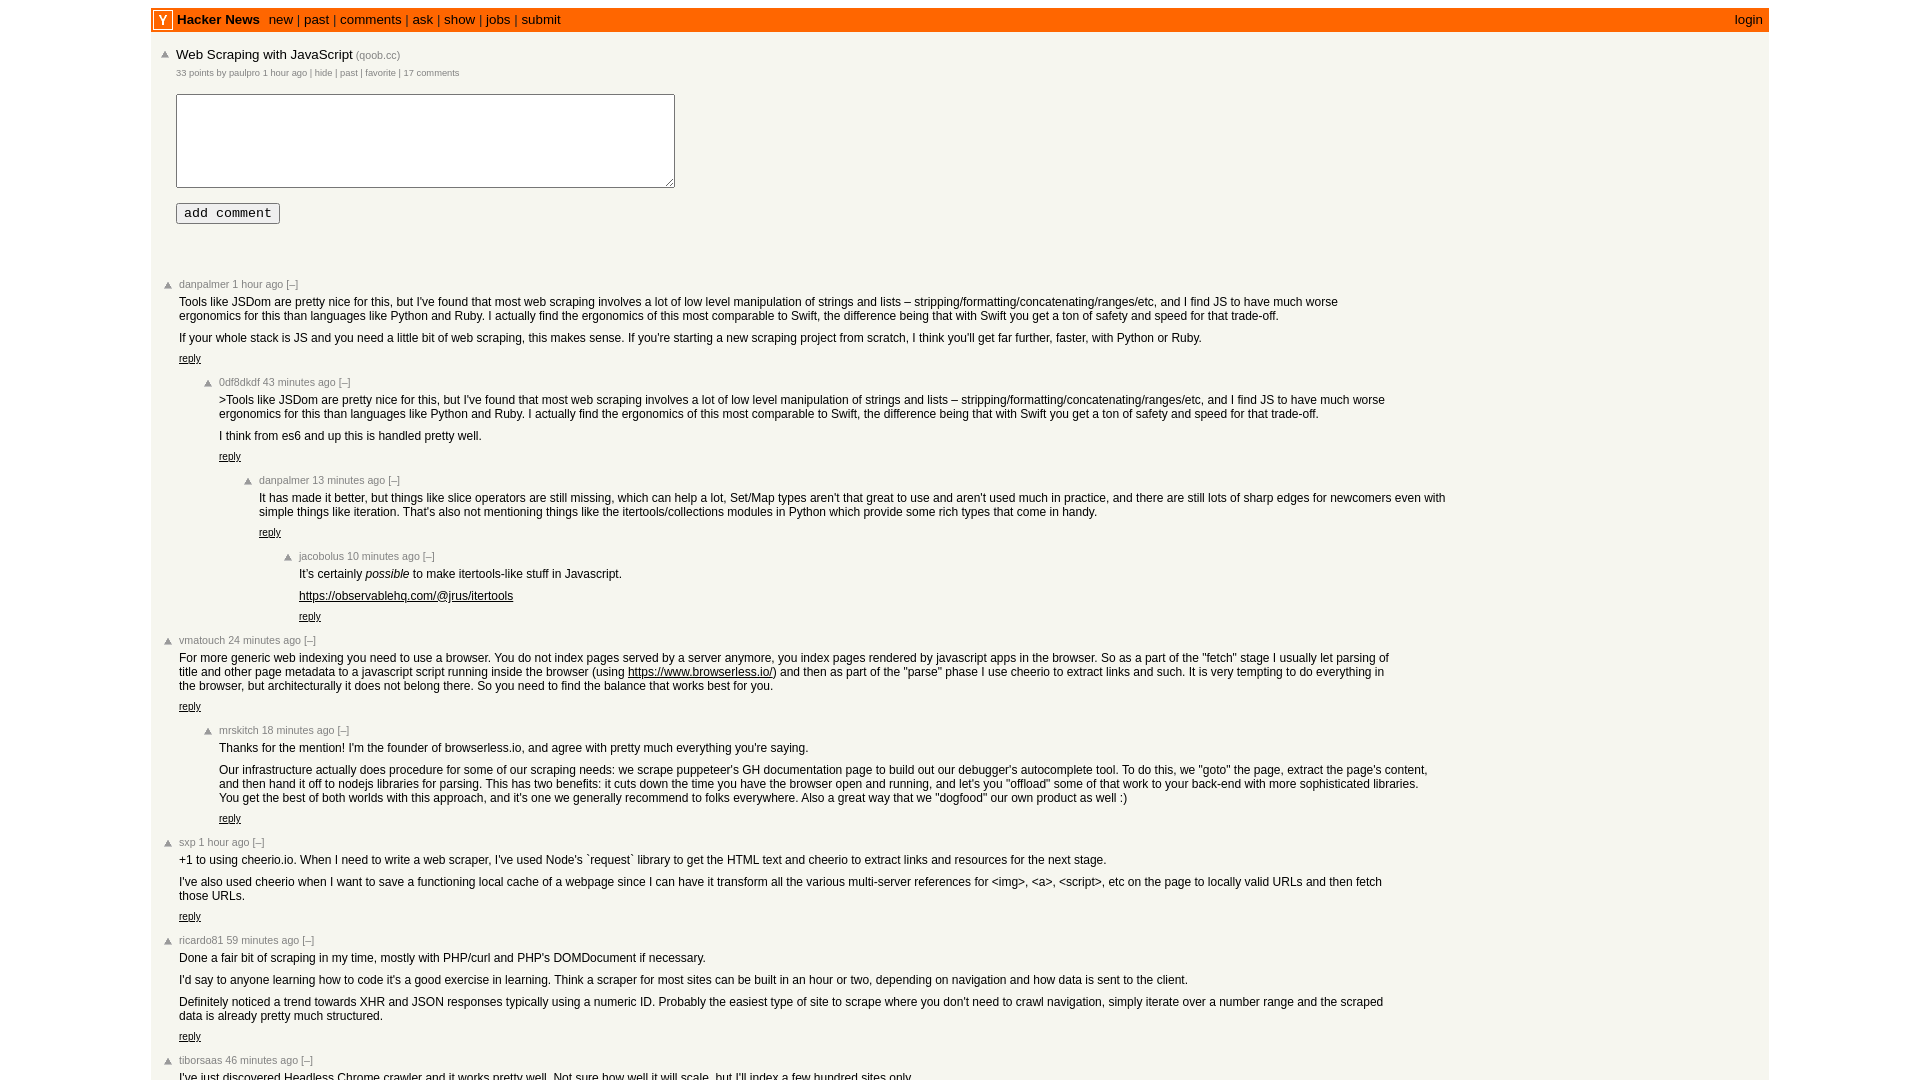 Y Hacker News new | past | comments | ask | show | jobs | submit login
Web Scraping with JavaScript (qoob.cc)
33 points by paulpro 1 hour ago | hide | past | favorite | 17 comments
add comment
danpalmer 1 hour ago [–]
Tools like JSDom are pretty nice for this, but I've found that most web scraping involves a lot of low level manipulation of strings and lists – stripping/formatting/concatenating/ranges/etc, and I find JS to have much worse
ergonomics for this than languages like Python and Ruby. I actually find the ergonomics of this most comparable to Swift, the difference being that with Swift you get a ton of safety and speed for that trade-off.
If your whole stack is JS and you need a little bit of web scraping, this makes sense. If you're starting a new scraping project from scratch, I think you'll get far further, faster, with Python or Ruby.
reply
0df8dkdf 43 minutes ago [–]
>Tools like JSDom are pretty nice for this, but I've found that most web scraping involves a lot of low level manipulation of strings and lists – stripping/formatting/concatenating/ranges/etc, and I find JS to have much worse
ergonomics for this than languages like Python and Ruby. I actually find the ergonomics of this most comparable to Swift, the difference being that with Swift you get a ton of safety and speed for that trade-off.
I think from es6 and up this is handled pretty well.
reply
danpalmer 13 minutes ago [–]
It has made it better, but things like slice operators are still missing, which can help a lot, Set/Map types aren't that great to use and aren't used much in practice, and there are still lots of sharp edges for newcomers even with
simple things like iteration. That's also not mentioning things like the itertools/collections modules in Python which provide some rich types that come in handy.
reply
jacobolus 10 minutes ago [–]
It’s certainly possible to make itertools-like stuff in Javascript.
https://observablehq.com/@jrus/itertools
reply
vmatouch 24 minutes ago [–]
For more generic web indexing you need to use a browser. You do not index pages served by a server anymore, you index pages rendered by javascript apps in the browser. So as a part of the "fetch" stage I usually let parsing of
title and other page metadata to a javascript script running inside the browser (using https://www.browserless.io/) and then as part of the "parse" phase I use cheerio to extract links and such. It is very tempting to do everything in
the browser, but architecturally it does not belong there. So you need to find the balance that works best for you.
reply
mrskitch 18 minutes ago [–]
Thanks for the mention! I'm the founder of browserless.io, and agree with pretty much everything you're saying.
Our infrastructure actually does procedure for some of our scraping needs: we scrape puppeteer's GH documentation page to build out our debugger's autocomplete tool. To do this, we "goto" the page, extract the page's content,
and then hand it off to nodejs libraries for parsing. This has two benefits: it cuts down the time you have the browser open and running, and let's you "offload" some of that work to your back-end with more sophisticated libraries.
You get the best of both worlds with this approach, and it's one we generally recommend to folks everywhere. Also a great way that we "dogfood" our own product as well :)
reply
sxp 1 hour ago [–]
+1 to using cheerio.io. When I need to write a web scraper, I've used Node's `request` library to get the HTML text and cheerio to extract links and resources for the next stage.
I've also used cheerio when I want to save a functioning local cache of a webpage since I can have it transform all the various multi-server references for <img>, <a>, <script>, etc on the page to locally valid URLs and then fetch
those URLs.
reply
ricardo81 59 minutes ago [–]
Done a fair bit of scraping in my time, mostly with PHP/curl and PHP's DOMDocument if necessary.
I'd say to anyone learning how to code it's a good exercise in learning. Think a scraper for most sites can be built in an hour or two, depending on navigation and how data is sent to the client.
Definitely noticed a trend towards XHR and JSON responses typically using a numeric ID. Probably the easiest type of site to scrape where you don't need to crawl navigation, simply iterate over a number range and the scraped
data is already pretty much structured.
reply
tiborsaas 46 minutes ago [–]
I've just discovered Headless Chrome crawler and it works pretty well. Not sure how well it will scale, but I'll index a few hundred sites only.